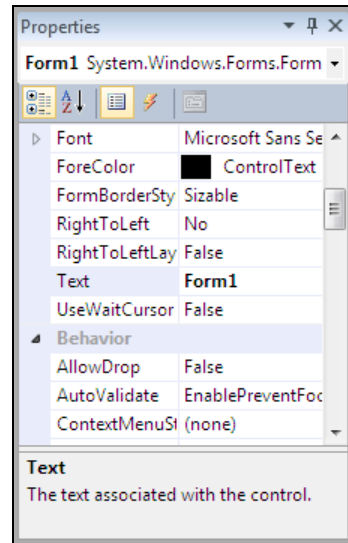 Properties
Form1 System.Windows.Forms.Form
Font Microsoft Sans Se
ForeColor ControlText
FormBorderSty Sizable
RightToLeft No
RightToLeftLay False
Text Form1
UseWaitCursor False
Behavior
AllowDrop False
AutoValidate EnablePreventFoc
ContextMenuSt (none)
Text
The text associated with the control.